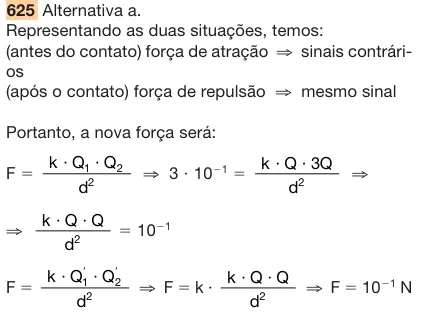 625 Alternativa a.
Representando as duas situações, temos:
(antes do contato) força de atração ⇒ sinais contrári-
os
(após o contato) força de repulsão ⇒ mesmo sinal
Portanto, a nova força será:
F = k · Q₁ · Q₂ / d² ⇒ 3 · 10⁻¹ = k · Q · 3Q / d² ⇒
⇒ k · Q · Q / d² = 10⁻¹
F = k · Q₁' · Q₂' / d² ⇒ F = k · k · Q · Q / d² ⇒ F = 10⁻¹ N